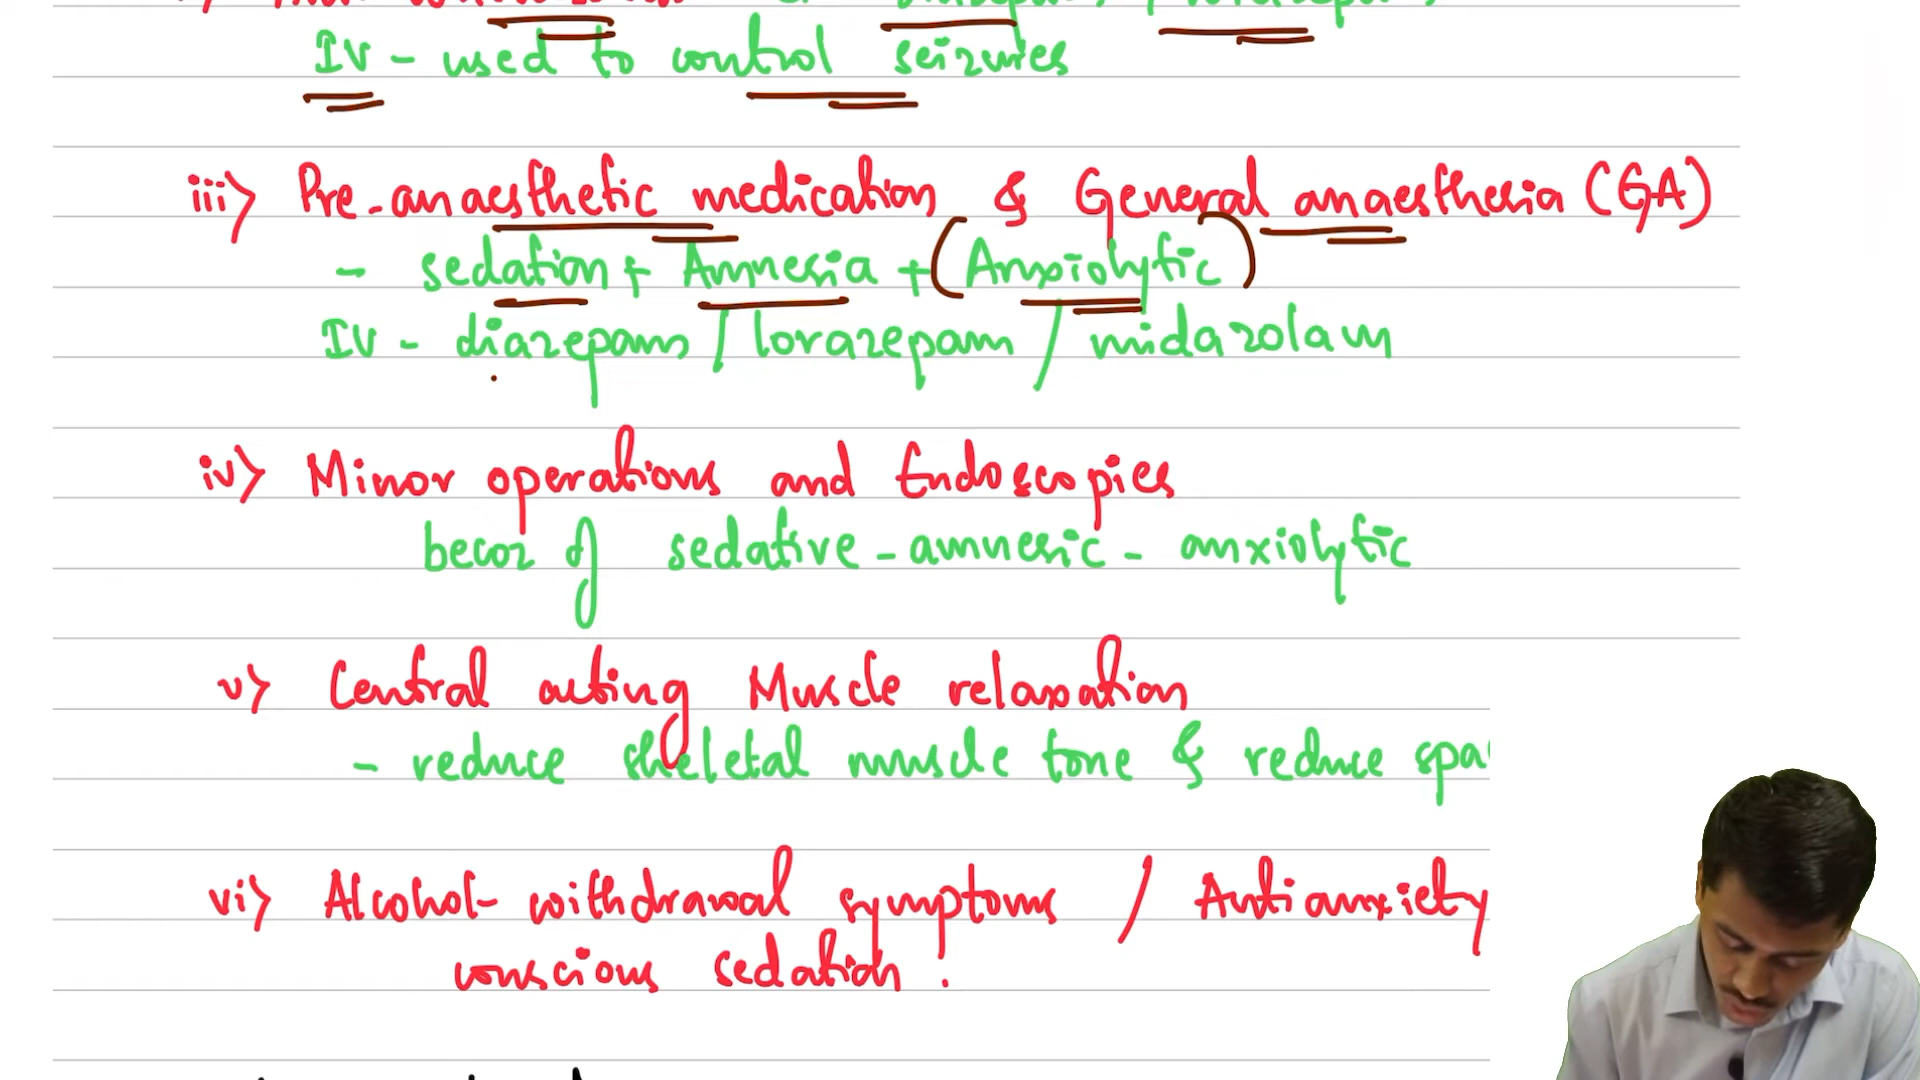 IV - used to control seizures
iii) Pre-anaesthetic medication & General anaesthesia (GA)
- sedation + Amnesia + (Anxiolytic)
IV - diazepam / lorazepam / midazolam
iv) Minor operations and Endoscopies
becoz of sedative - amnesic - anxiolytic
v) Central acting Muscle relaxation
- reduce skeletal muscle tone & reduce spa
vi) Alcohol-withdrawal symptoms / Antianxiety
conscious sedation.